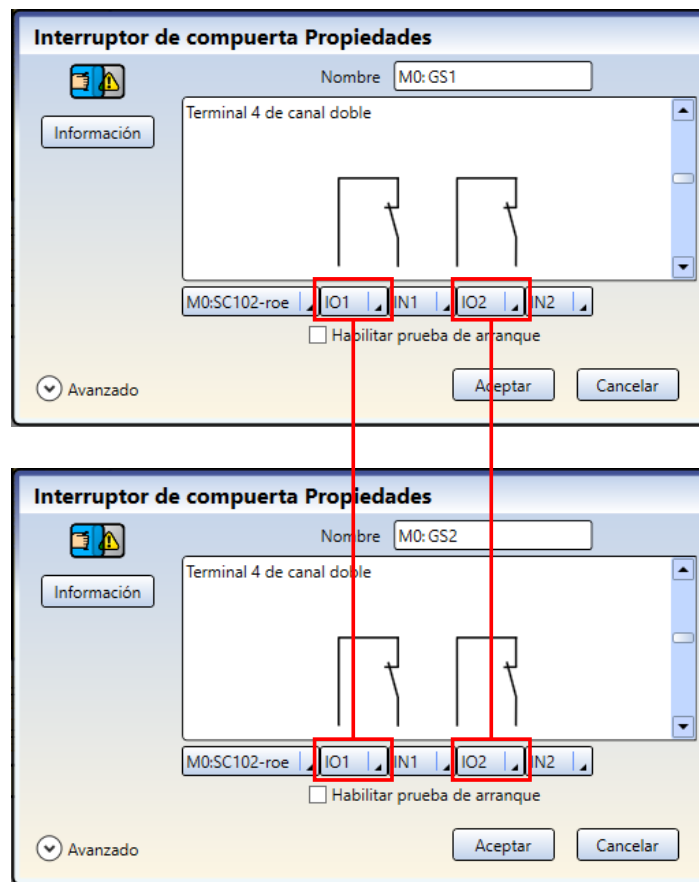 Interruptor de compuerta Propiedades
Nombre M0: GS1
Información
Terminal 4 de canal doble
M0:SC102-roe IO1 IN1 IO2 IN2
Habilitar prueba de arranque
Avanzado Aceptar Cancelar
Interruptor de compuerta Propiedades
Nombre M0: GS2
Información
Terminal 4 de canal doble
M0:SC102-roe IO1 IN1 IO2 IN2
Habilitar prueba de arranque
Avanzado Aceptar Cancelar